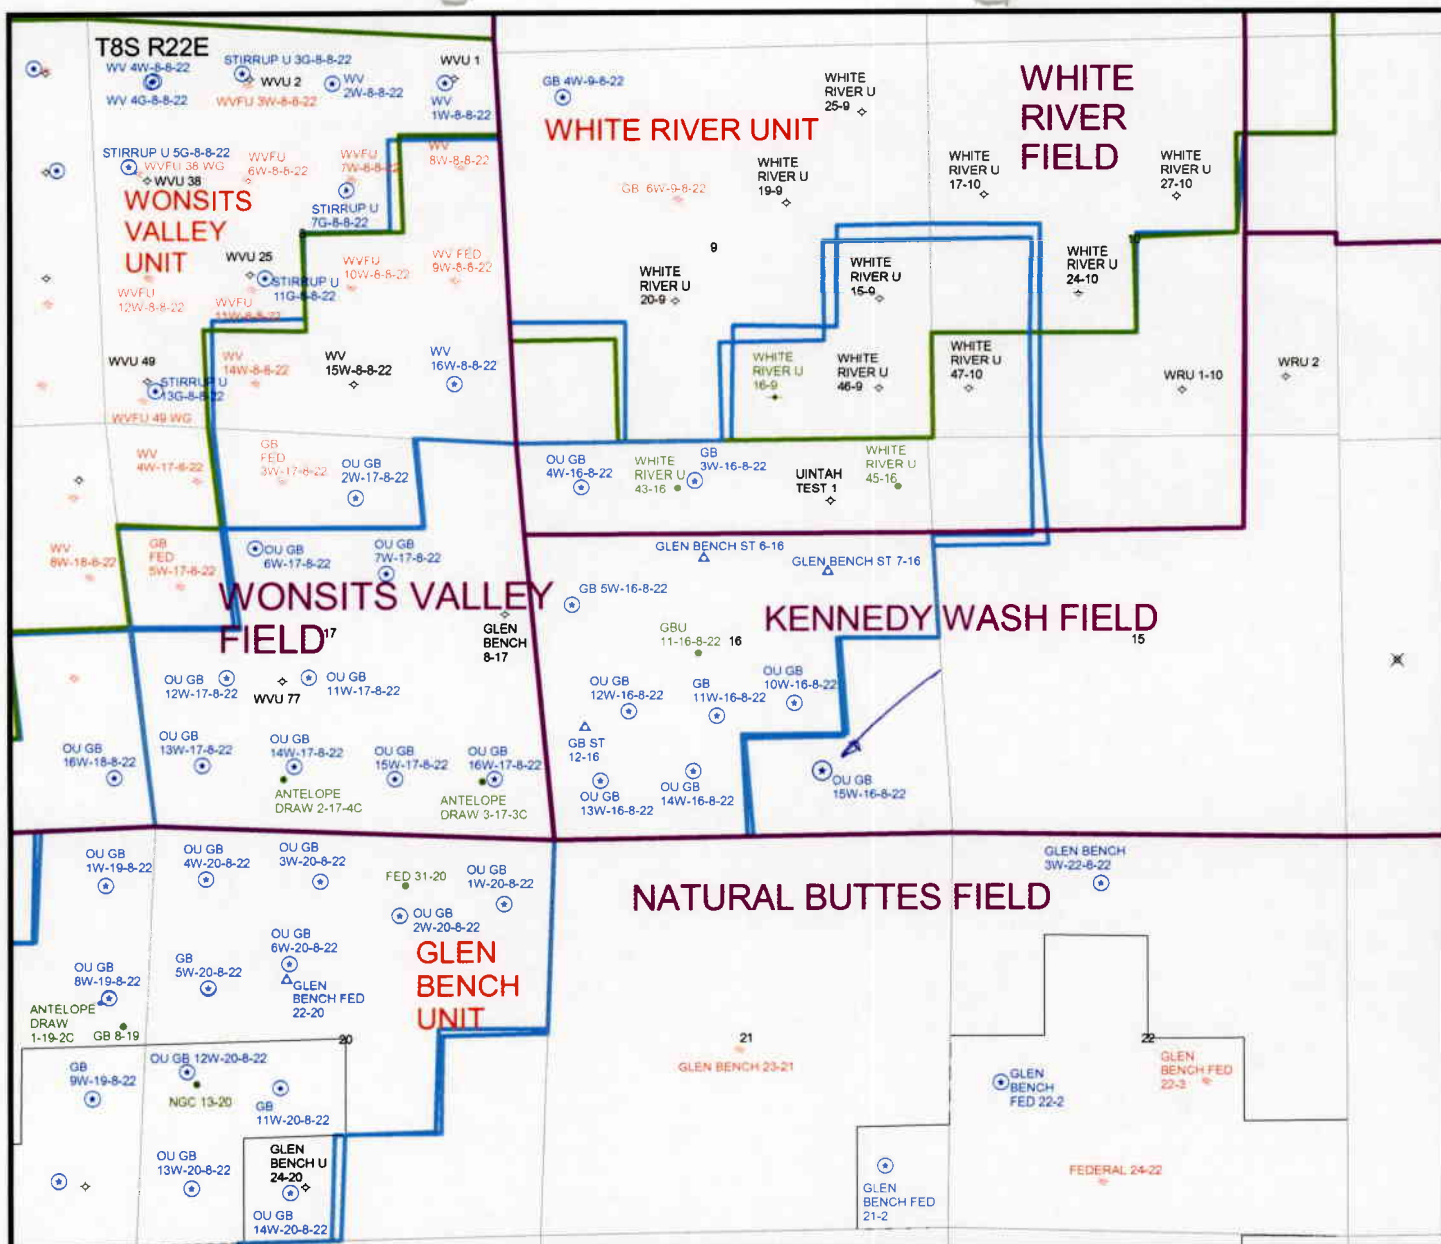 T8S R22E
WV 4W-8-8-22
WV 4G-8-8-22
STIRRUP U 3G-8-8-22
WVU 2
WVFU 3W-8-8-22
WV
2W-8-8-22
WVU 1
WV
1W-8-8-22
GB 4W-9-8-22
WHITE RIVER UNIT
WHITE
RIVER U
25-9
WHITE
RIVER
FIELD
STIRRUP U 5G-8-8-22
WVFU 38 WG
WVU 38
WVFU
6W-8-8-22
WVFU
7W-8-8-22
WV
8W-8-8-22
STIRRUP U
7G-8-8-22
WONSITS
VALLEY
UNIT
8
GB 6W-9-8-22
WHITE
RIVER U
19-9
WHITE
RIVER U
17-10
WHITE
RIVER U
27-10
9
10
WVU 25
STIRRUP U
11G-8-8-22
WVFU
12W-8-8-22
WVFU
11W-8-8-22
WVFU
10W-8-8-22
WV FED
9W-8-8-22
WHITE
RIVER U
20-9
WHITE
RIVER U
15-9
WHITE
RIVER U
24-10
WVU 49
STIRRUP U
13G-8-8-22
WVFU 49 WG
WV
14W-8-8-22
WV
15W-8-8-22
WV
16W-8-8-22
WHITE
RIVER U
16-9
WHITE
RIVER U
46-9
WHITE
RIVER U
47-10
WRU 1-10
WRU 2
WV
4W-17-8-22
GB
FED
3W-17-8-22
OU GB
2W-17-8-22
OU GB
4W-16-8-22
WHITE
RIVER U
43-16
GB
3W-16-8-22
UINTAH
TEST 1
WHITE
RIVER U
45-16
WV
8W-18-8-22
GB
FED
5W-17-8-22
OU GB
6W-17-8-22
OU GB
7W-17-8-22
GLEN BENCH ST 6-16
GLEN BENCH ST 7-16
WONSITS VALLEY
FIELD
17
GLEN
BENCH
8-17
GB 5W-16-8-22
GBU
11-16-8-22
16
KENNEDY WASH FIELD
15
OU GB
12W-17-8-22
WVU 77
OU GB
11W-17-8-22
OU GB
12W-16-8-22
GB
11W-16-8-22
OU GB
10W-16-8-22
GB ST
12-16
OU GB
16W-18-8-22
OU GB
13W-17-8-22
OU GB
14W-17-8-22
OU GB
15W-17-8-22
OU GB
16W-17-8-22
ANTELOPE
DRAW 2-17-4C
ANTELOPE
DRAW 3-17-3C
OU GB
13W-16-8-22
OU GB
14W-16-8-22
OU GB
15W-16-8-22
OU GB
1W-19-8-22
OU GB
4W-20-8-22
OU GB
3W-20-8-22
FED 31-20
OU GB
1W-20-8-22
OU GB
2W-20-8-22
NATURAL BUTTES FIELD
GLEN BENCH
3W-22-8-22
OU GB
8W-19-8-22
GB
5W-20-8-22
OU GB
6W-20-8-22
GLEN
BENCH FED
22-20
GLEN
BENCH
UNIT
ANTELOPE
DRAW
1-19-2C
GB 8-19
20
21
22
GB
9W-19-8-22
OU GB 12W-20-8-22
NGC 13-20
GB
11W-20-8-22
GLEN BENCH 23-21
GLEN
BENCH
FED 22-2
GLEN
BENCH FED
22-3
OU GB
13W-20-8-22
GLEN
BENCH U
24-20
OU GB
14W-20-8-22
GLEN
BENCH FED
21-2
FEDERAL 24-22